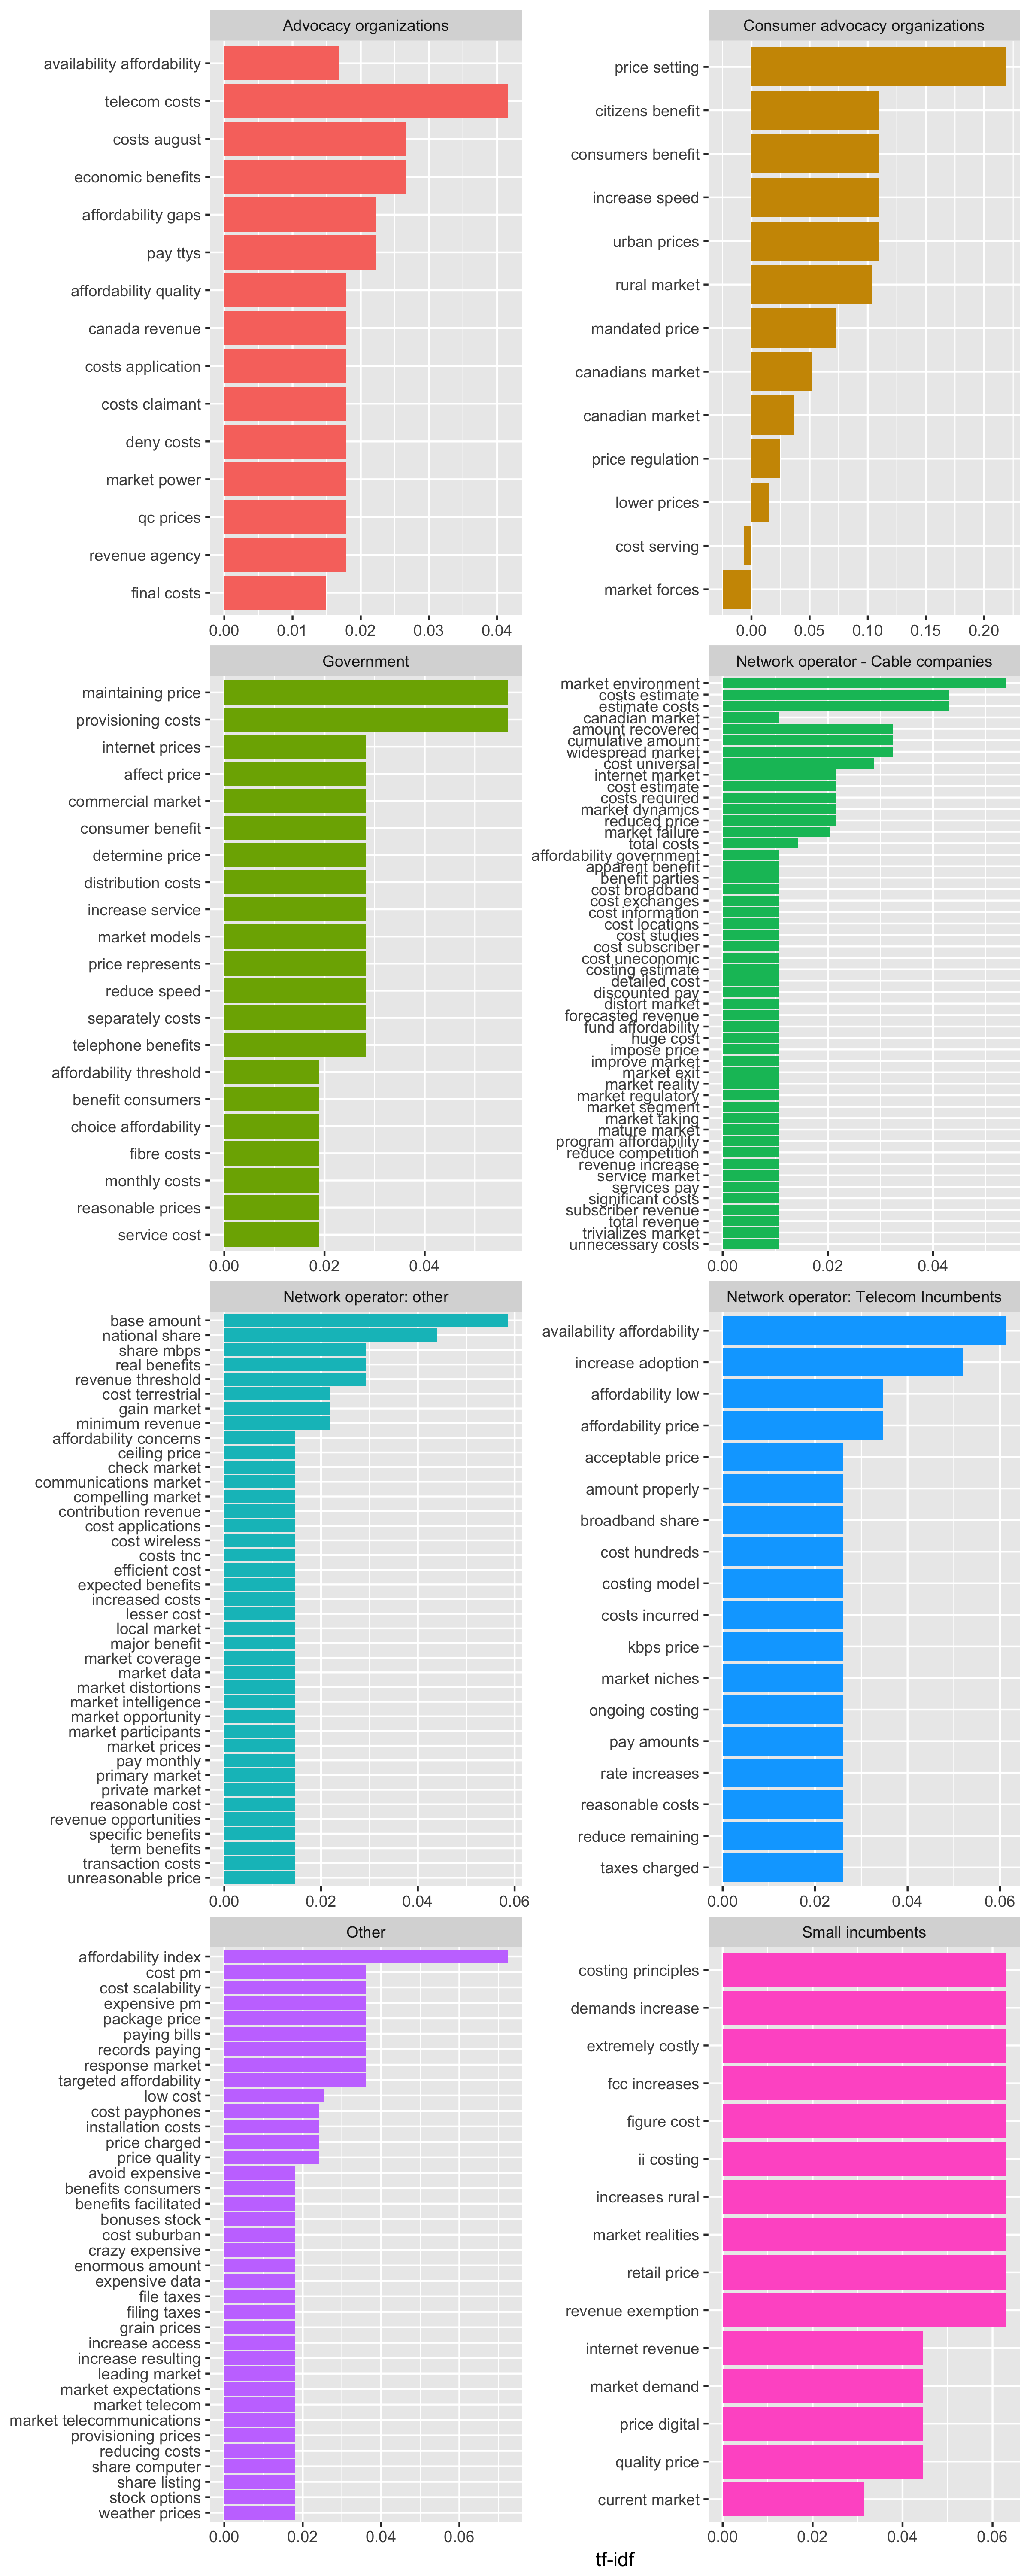 Advocacy organizations
availability affordability
telecom costs
costs august
economic benefits
affordability gaps
pay ttys
affordability quality
canada revenue
costs application
costs claimant
deny costs
market power
qc prices
revenue agency
final costs
0.00 0.01 0.02 0.03 0.04
Consumer advocacy organizations
price setting
citizens benefit
consumers benefit
increase speed
urban prices
rural market
mandated price
canadians market
canadian market
price regulation
lower prices
cost serving
market forces
0.00 0.05 0.10 0.15 0.20
Government
maintaining price
provisioning costs
internet prices
affect price
commercial market
consumer benefit
determine price
distribution costs
increase service
market models
price represents
reduce speed
separately costs
telephone benefits
affordability threshold
benefit consumers
choice affordability
fibre costs
monthly costs
reasonable prices
service cost
0.00 0.02 0.04
Network operator - Cable companies
market environment
costs estimate
estimate costs
canadian market
amount recovered
cumulative amount
widespread market
cost universal
internet market
cost estimate
costs required
market dynamics
reduced price
market failure
total costs
affordability government
apparent benefit
benefit parties
cost broadband
cost exchanges
cost information
cost locations
cost studies
cost subscriber
cost uneconomic
costing estimate
detailed cost
discounted pay
distort market
forecasted revenue
fund affordability
huge cost
impose price
improve market
market exit
market reality
market regulatory
market segment
market taking
mature market
program affordability
reduce competition
revenue increase
service market
services pay
significant costs
subscriber revenue
total revenue
trivializes market
unnecessary costs
0.00 0.02 0.04
Network operator: other
base amount
national share
share mbps
real benefits
revenue threshold
cost terrestrial
gain market
minimum revenue
affordability concerns
ceiling price
check market
communications market
compelling market
contribution revenue
cost applications
cost wireless
costs tnc
efficient cost
expected benefits
increased costs
lesser cost
local market
major benefit
market coverage
market data
market distortions
market intelligence
market opportunity
market participants
market prices
pay monthly
primary market
private market
reasonable cost
revenue opportunities
specific benefits
term benefits
transaction costs
unreasonable price
0.00 0.02 0.04 0.06
Network operator: Telecom Incumbents
availability affordability
increase adoption
affordability low
affordability price
acceptable price
amount properly
broadband share
cost hundreds
costing model
costs incurred
kbps price
market niches
ongoing costing
pay amounts
rate increases
reasonable costs
reduce remaining
taxes charged
0.00 0.02 0.04 0.06
Other
affordability index
cost pm
cost scalability
expensive pm
package price
paying bills
records paying
response market
targeted affordability
low cost
cost payphones
installation costs
price charged
price quality
avoid expensive
benefits consumers
benefits facilitated
bonuses stock
cost suburban
crazy expensive
enormous amount
expensive data
file taxes
filing taxes
grain prices
increase access
increase resulting
leading market
market expectations
market telecom
market telecommunications
provisioning prices
reducing costs
share computer
share listing
stock options
weather prices
0.00 0.02 0.04 0.06
Small incumbents
costing principles
demands increase
extremely costly
fcc increases
figure cost
ii costing
increases rural
market realities
retail price
revenue exemption
internet revenue
market demand
price digital
quality price
current market
0.00 0.02 0.04 0.06
tf-idf